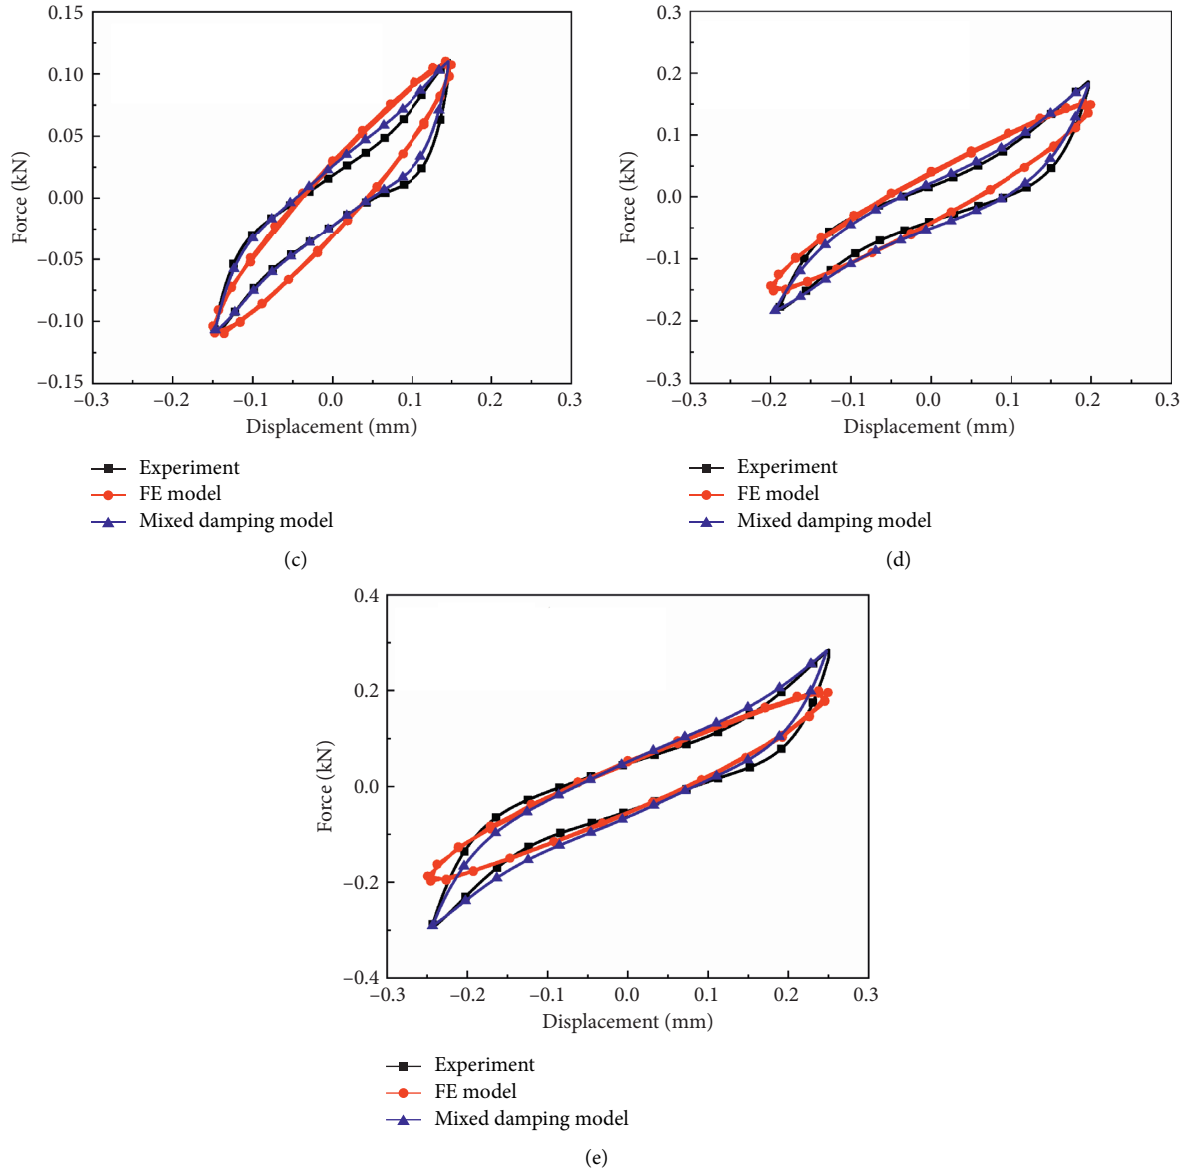 0.15
0.10
0.05
0.00
−0.05
−0.10
−0.15
Force (kN)
−0.3 −0.2 −0.1 0.0 0.1 0.2 0.3
Displacement (mm)
Experiment
FE model
Mixed damping model
(c)
0.3
0.2
0.1
0.0
−0.1
−0.2
−0.3
Force (kN)
−0.3 −0.2 −0.1 0.0 0.1 0.2 0.3
Displacement (mm)
Experiment
FE model
Mixed damping model
(d)
0.4
0.2
0.0
−0.2
−0.4
Force (kN)
−0.3 −0.2 −0.1 0.0 0.1 0.2 0.3
Displacement (mm)
Experiment
FE model
Mixed damping model
(e)